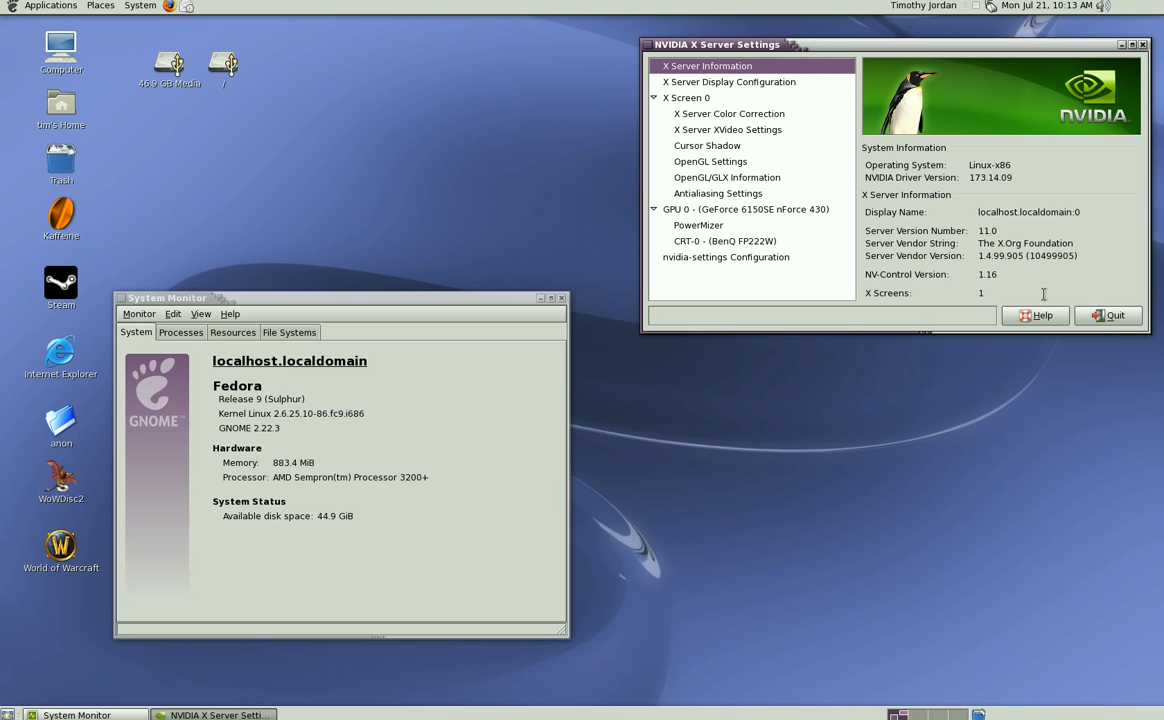 Applications Places System
Timothy Jordan
Mon Jul 21, 10:13 AM
Computer
46.9 GB Media
/
tim's Home
Trash
Kaffeine
Steam
Internet Explorer
anon
WoWDisc2
World of Warcraft
NVIDIA X Server Settings
X Server Information
X Server Display Configuration
X Screen 0
X Server Color Correction
X Server XVideo Settings
Cursor Shadow
OpenGL Settings
OpenGL/GLX Information
Antialiasing Settings
GPU 0 - (GeForce 6150SE nForce 430)
PowerMizer
CRT-0 - (BenQ FP222W)
nvidia-settings Configuration
NVIDIA
System Information
Operating System: Linux-x86
NVIDIA Driver Version: 173.14.09
X Server Information
Display Name: localhost.localdomain:0
Server Version Number: 11.0
Server Vendor String: The X.Org Foundation
Server Vendor Version: 1.4.99.905 (10499905)
NV-Control Version: 1.16
X Screens: 1
Help
Quit
System Monitor
Monitor Edit View Help
System Processes Resources File Systems
GNOME
localhost.localdomain
Fedora
Release 9 (Sulphur)
Kernel Linux 2.6.25.10-86.fc9.i686
GNOME 2.22.3
Hardware
Memory: 883.4 MiB
Processor: AMD Sempron(tm) Processor 3200+
System Status
Available disk space: 44.9 GiB
System Monitor
NVIDIA X Server Setti...